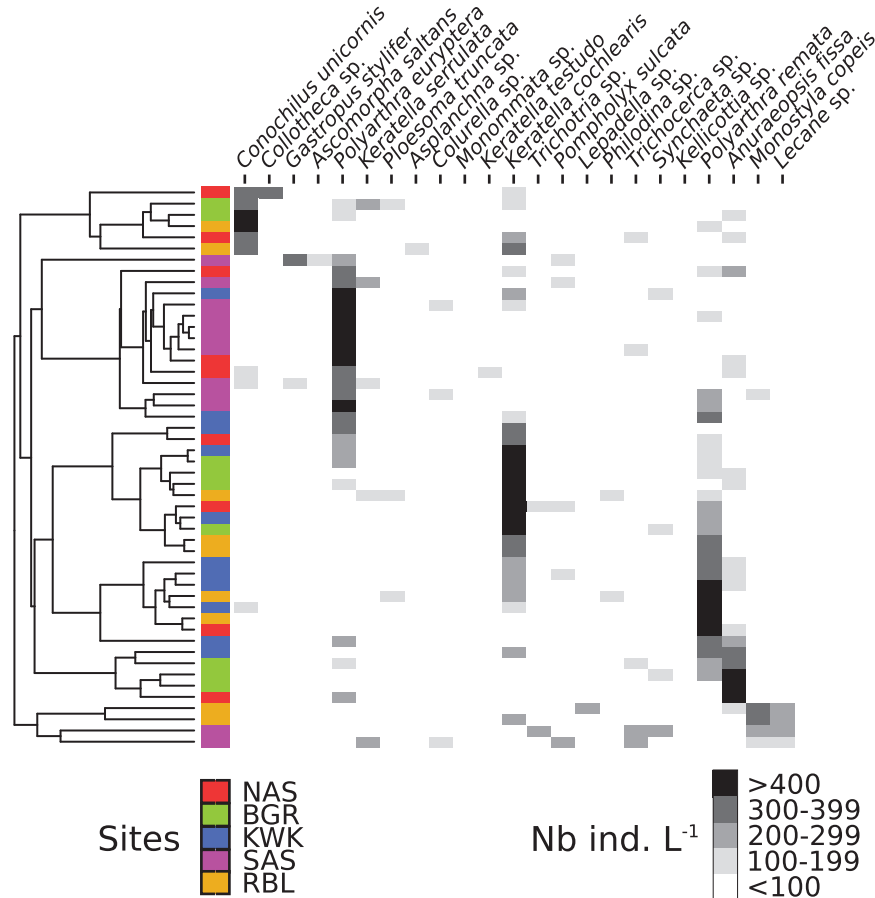 Conochilus unicornis
Collotheca sp.
Gastropus stylifer
Ascomorpha saltans
Polyarthra euryptera
Keratella serrulata
Ploesoma truncata
Asplanchna sp.
Colurella sp.
Monommata sp.
Keratella testudo
Keratella cochlearis
Trichotria sp.
Pompholyx sulcata
Lepadella sp.
Philodina sp.
Trichocerca sp.
Synchaeta sp.
Kellicottia sp.
Polyarthra remata
Anuraeopsis fissa
Monostyla copeis
Lecane sp.
Sites
NAS
BGR
KWK
SAS
RBL
Nb ind. L⁻¹
>400
300-399
200-299
100-199
<100